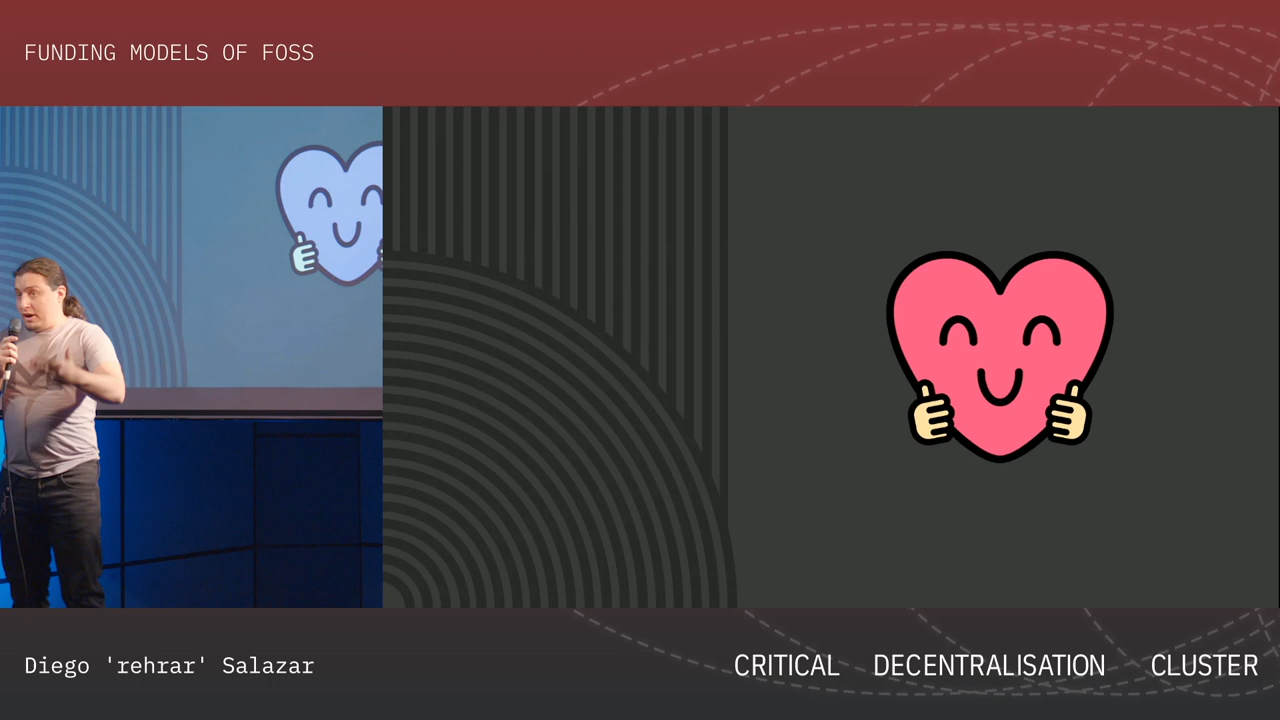 FUNDING MODELS OF FOSS
Diego 'rehrar' Salazar
CRITICAL DECENTRALISATION CLUSTER